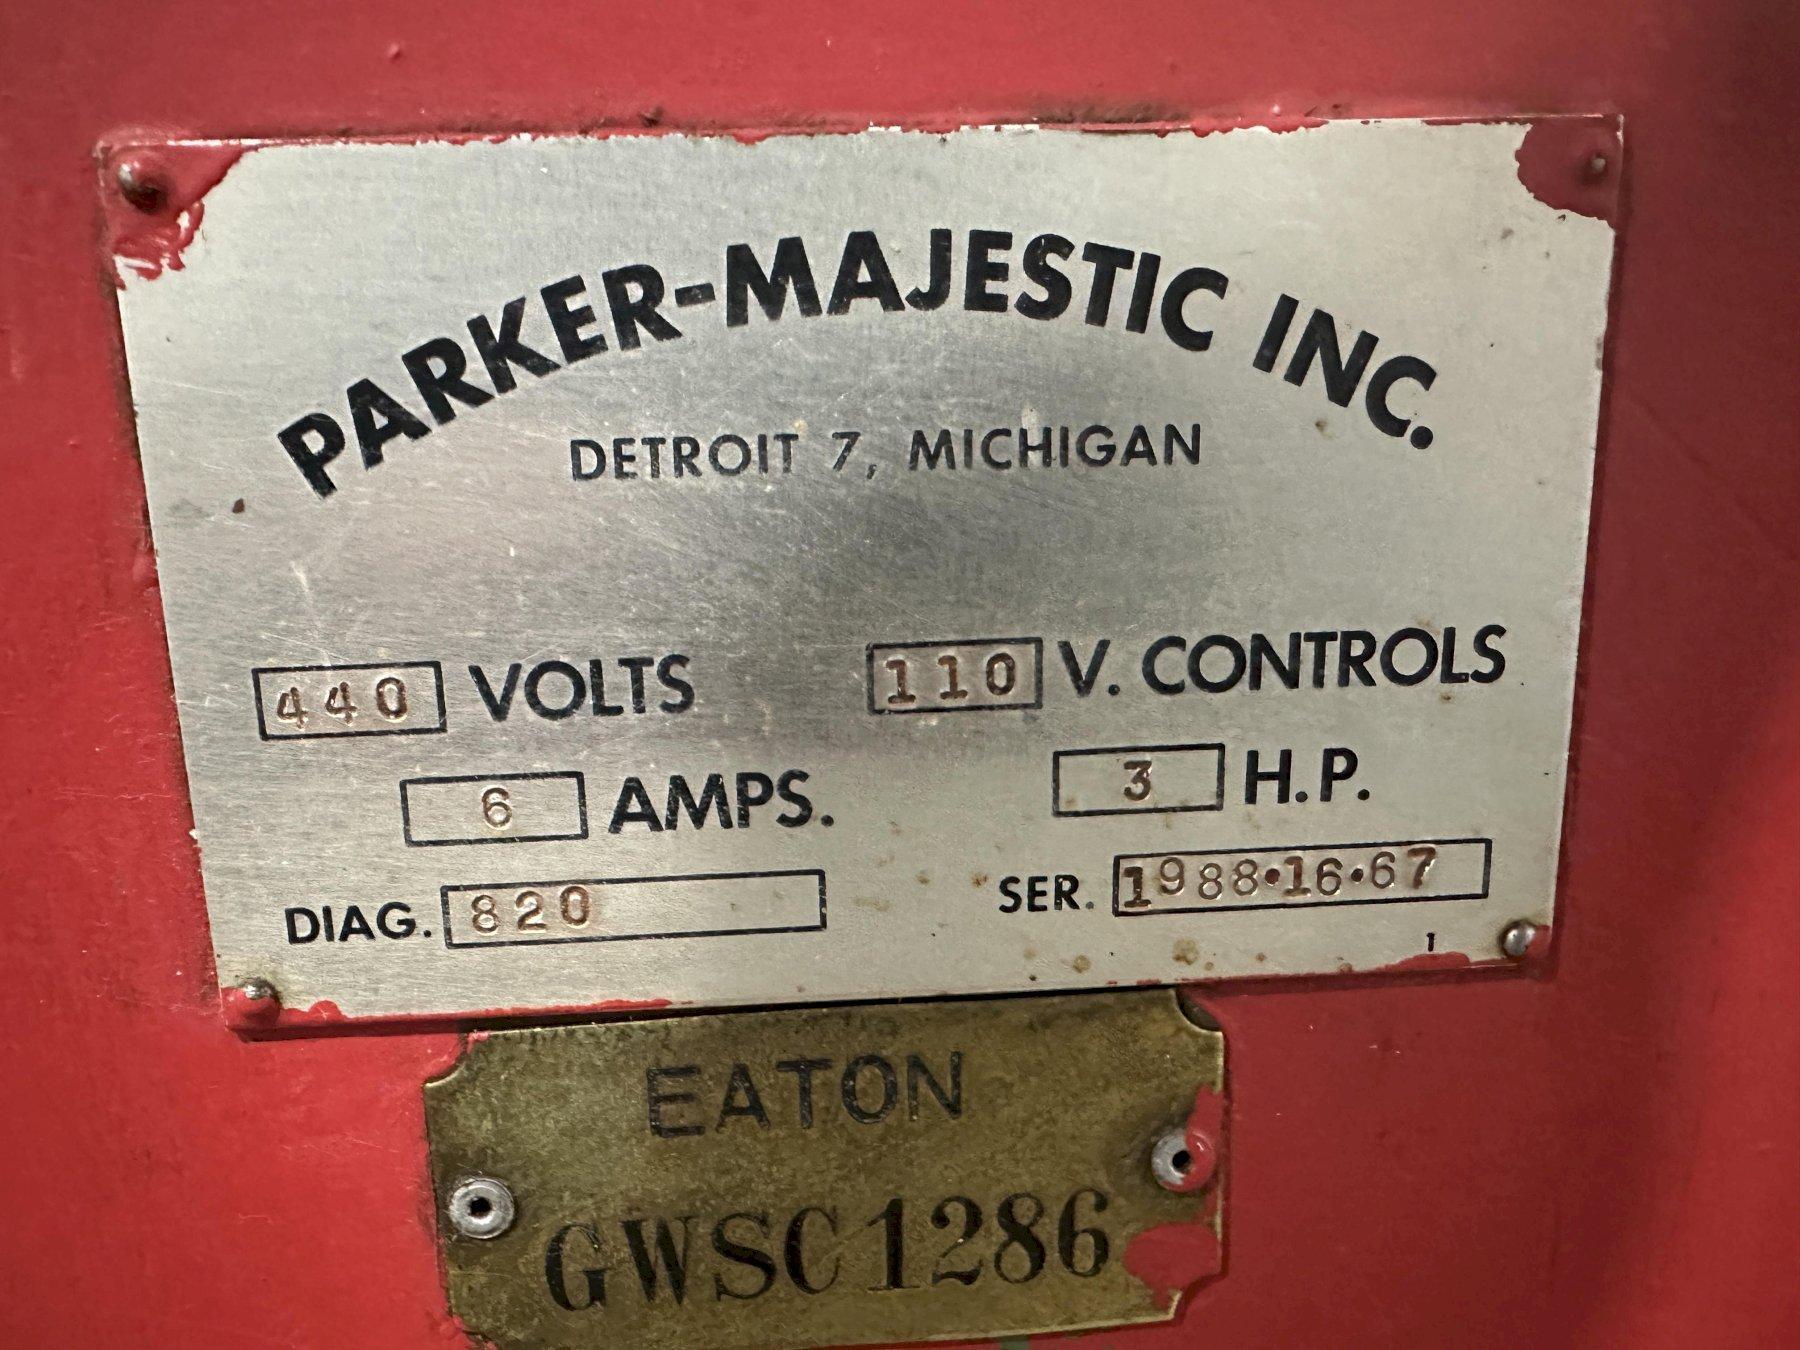 PARKER-MAJESTIC INC.
DETROIT 7, MICHIGAN
440 VOLTS 110 V. CONTROLS
6 AMPS. 3 H.P.
DIAG. 820 SER. 1988·16·67
1
EATON
GWSC1286